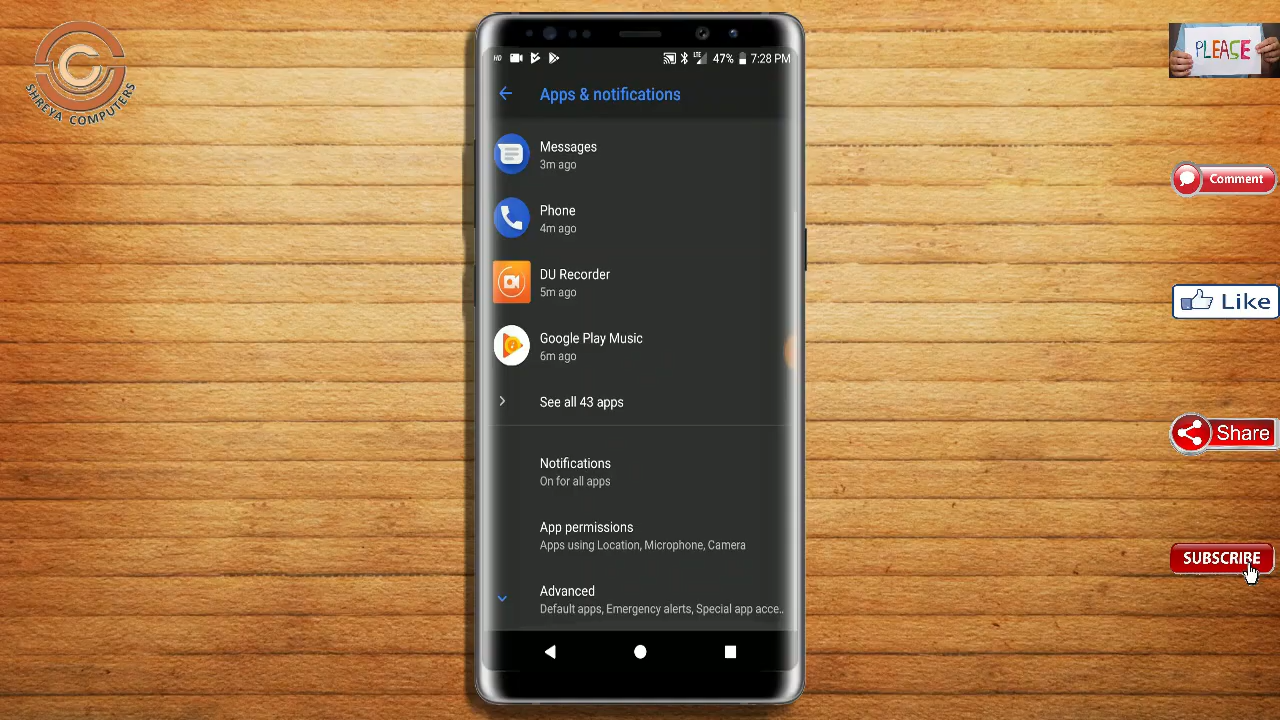 SHREYA COMPUTERS
HD
LTE
47%
7:28 PM
Apps & notifications
Messages
3m ago
Phone
4m ago
DU Recorder
5m ago
Google Play Music
6m ago
See all 43 apps
Notifications
On for all apps
App permissions
Apps using Location, Microphone, Camera
Advanced
Default apps, Emergency alerts, Special app acce..
PLEASE
Comment
Like
Share
SUBSCRIBE